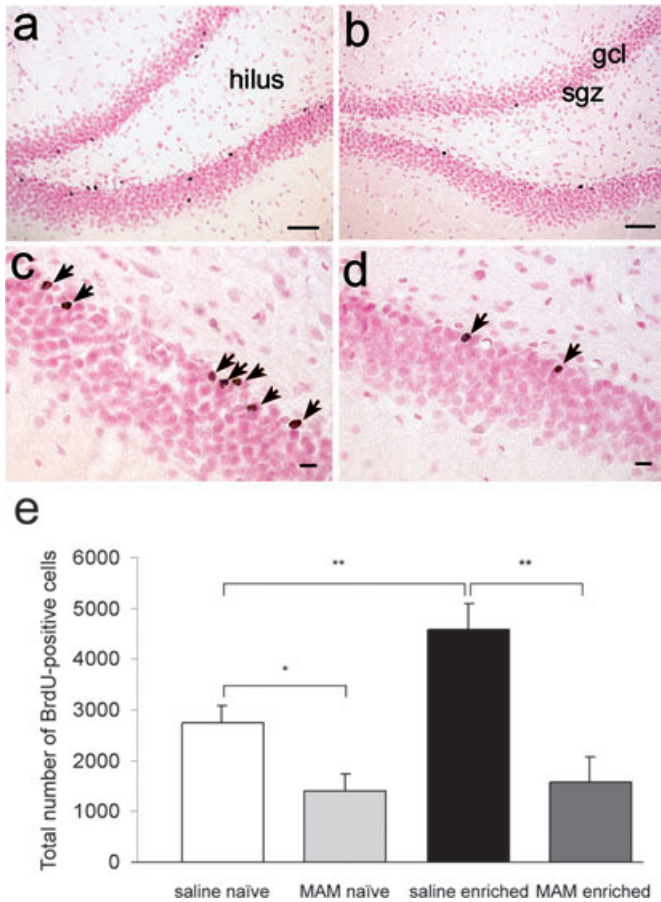 a
b
hilus
gcl
sgz
c
d
e
Total number of BrdU-positive cells
6000
5000
4000
3000
2000
1000
0
**
**
*
saline naïve
MAM naïve
saline enriched
MAM enriched